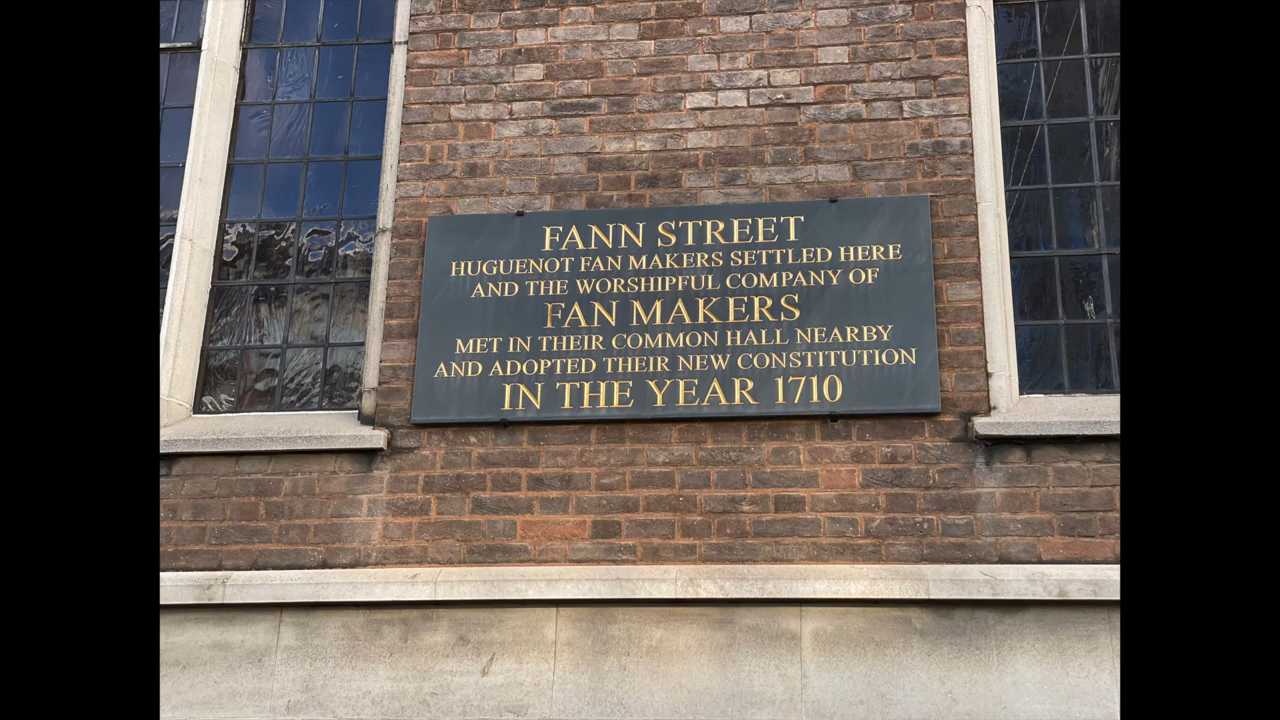 FANN STREET
HUGUENOT FAN MAKERS SETTLED HERE
AND THE WORSHIPFUL COMPANY OF
FAN MAKERS
MET IN THEIR COMMON HALL NEARBY
AND ADOPTED THEIR NEW CONSTITUTION
IN THE YEAR 1710